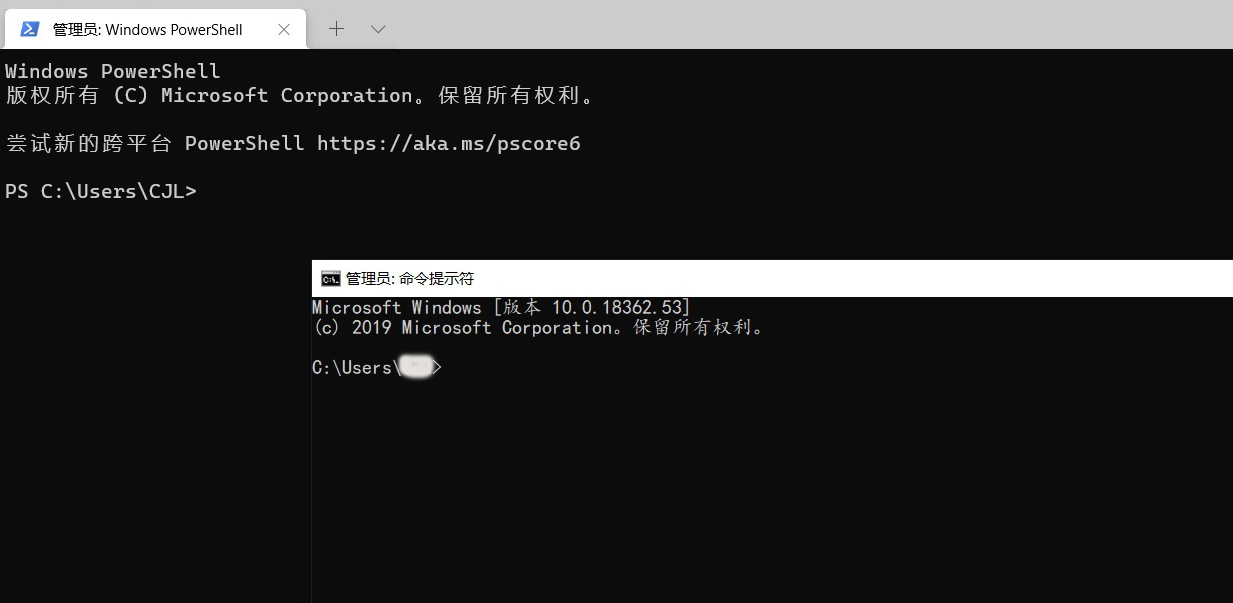 管理员: Windows PowerShell
Windows PowerShell
版权所有 (C) Microsoft Corporation。保留所有权利。
尝试新的跨平台 PowerShell https://aka.ms/pscore6
PS C:\Users\CJL>
管理员: 命令提示符
Microsoft Windows [版本 10.0.18362.53]
(c) 2019 Microsoft Corporation。保留所有权利。
C:\Users\>